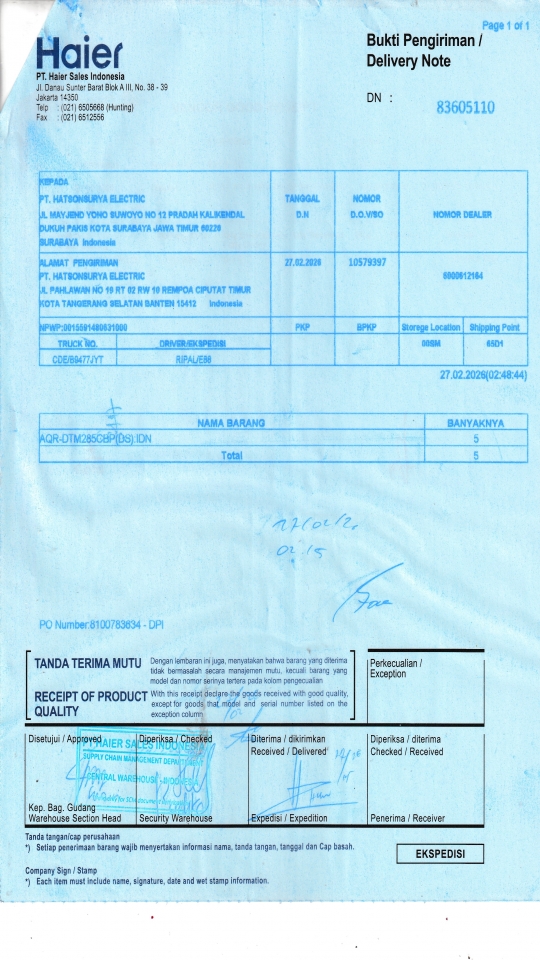 Page 1 of 1
Haier
PT. Haier Sales Indonesia
Jl. Danau Sunter Barat Blok A III, No. 38 - 39
Jakarta 14350
Telp : (021) 6505668 (Hunting)
Fax : (021) 6512556
Bukti Pengiriman /
Delivery Note
DN : 83605110
KEPADA
PT. HATSONSURYA ELECTRIC
JL MAYJEND YONO SUWOYO NO 12 PRADAH KALIKENDAL
DUKUH PAKIS KOTA SURABAYA JAWA TIMUR 60226
SURABAYA Indonesia
TANGGAL
D.N
NOMOR
D.O.V/SO
NOMOR DEALER
ALAMAT PENGIRIMAN
PT. HATSONSURYA ELECTRIC
JL PAHLAWAN NO 19 RT 02 RW 10 REMPOA CIPUTAT TIMUR
KOTA TANGERANG SELATAN BANTEN 15412 Indonesia
27.02.2026
10579397
NPWP:
PKP
BPKP
Storege Location
Shipping Point
TRUCK NO.
DRIVER/EKSPEDISI
65D1
27.02.2026(02:48:44)
NAMA BARANG
BANYAKNYA
5
Total
5
02.15
PO Number:8100783634 - DPI
TANDA TERIMA MUTU
Dengan lembaran ini juga, menyatakan bahwa barang yang diterima
tidak bermasalah secara manajemen mutu, kecuali barang yang
model dan nomor serinya tertera pada kolom pengecualian
RECEIPT OF PRODUCT
QUALITY
With this receipt declare the goods received with good quality,
except for goods that model and serial number listed on the
exception column
Perkecualian /
Exception
Disetujui / Approved
Diperiksa / Checked
Diterima / dikirimkan
Received / Delivered
Diperiksa / diterima
Checked / Received
PT HAIER SALES INDONESIA
SUPPLY CHAIN MANAGEMENT DEPARTMENT
CENTRAL WAREHOUSE - INDONESIA
Kep. Bag. Gudang
Warehouse Section Head
Security Warehouse
Expedisi / Expedition
Penerima / Receiver
Tanda tangan/cap perusahaan
*) Setiap penerimaan barang wajib menyertakan informasi nama, tanda tangan, tanggal dan Cap basah.
EKSPEDISI
Company Sign / Stamp
*) Each item must include name, signature, date and wet stamp information.